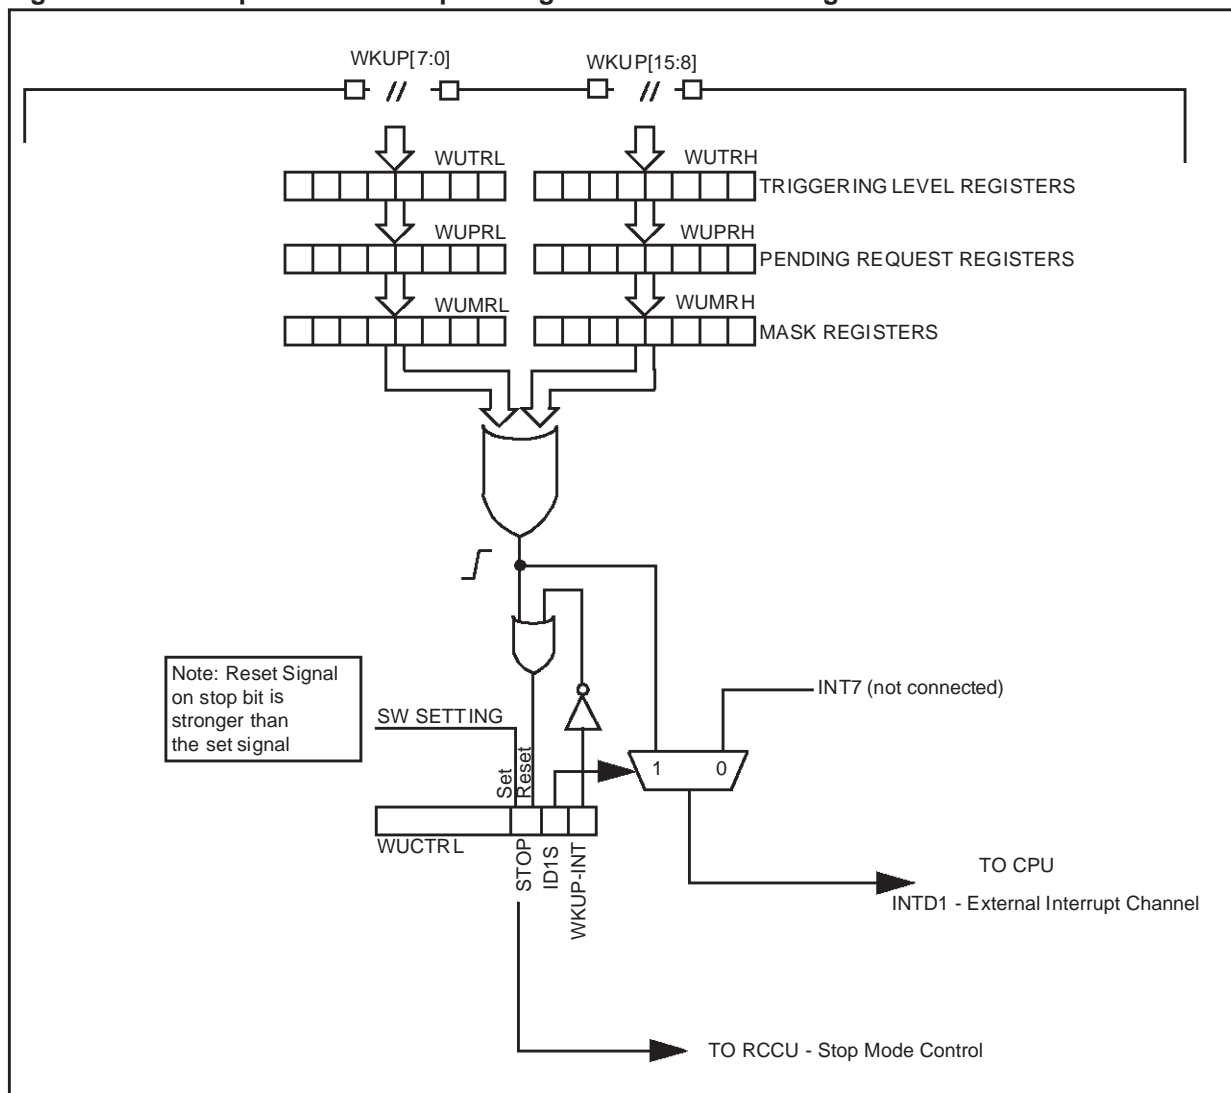 WKUP[7:0]
WKUP[15:8]
WUTRL
WUTRH
TRIGGERING LEVEL REGISTERS
WUPRL
WUPRH
PENDING REQUEST REGISTERS
WUMRL
WUMRH
MASK REGISTERS
Note: Reset Signal
on stop bit is
stronger than
the set signal
SW SETTING
Set
Reset
INT7 (not connected)
1
0
WUCTRL
STOP
ID1S
WKUP-INT
TO CPU
INTD1 - External Interrupt Channel
TO RCCU - Stop Mode Control